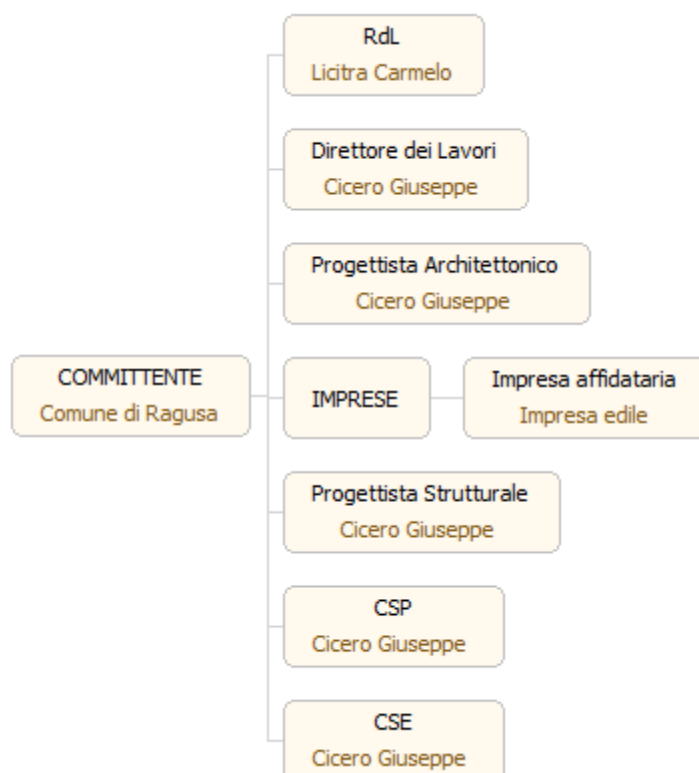 RdL
Licitra Carmelo
Direttore dei Lavori
Cicero Giuseppe
Progettista Architettonico
Cicero Giuseppe
COMMITTENTE
Comune di Ragusa
IMPRESE
Impresa affidataria
Impresa edile
Progettista Strutturale
Cicero Giuseppe
CSP
Cicero Giuseppe
CSE
Cicero Giuseppe